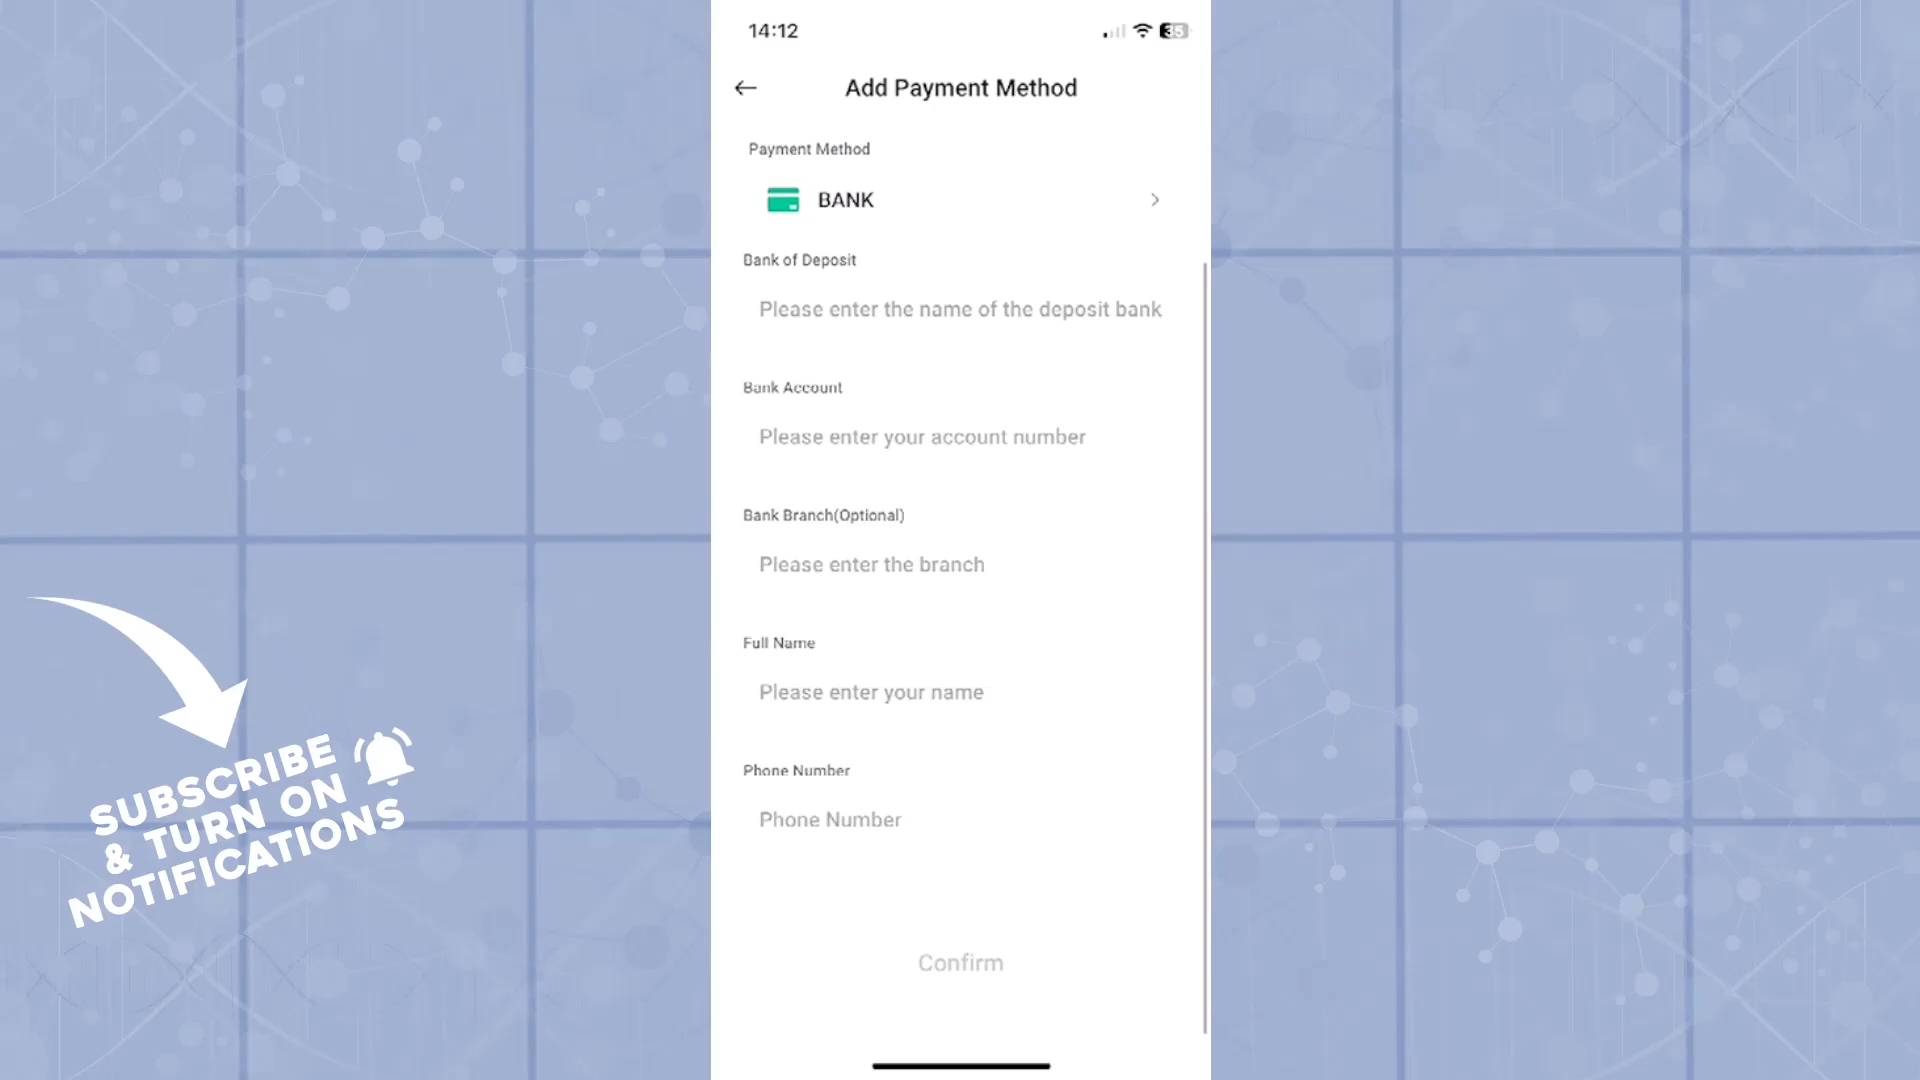 14:12
35
Add Payment Method
Payment Method
BANK
Bank of Deposit
Please enter the name of the deposit bank
Bank Account
Please enter your account number
Bank Branch(Optional)
Please enter the branch
Full Name
Please enter your name
Phone Number
Phone Number
Confirm
SUBSCRIBE
& TURN ON
NOTIFICATIONS